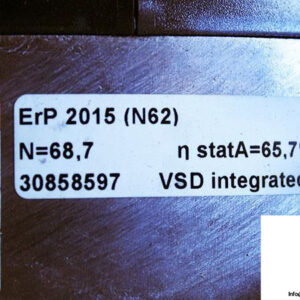 ErP 2015 (N62)
N=68,7 η statA=65,7
30858597 VSD integrated